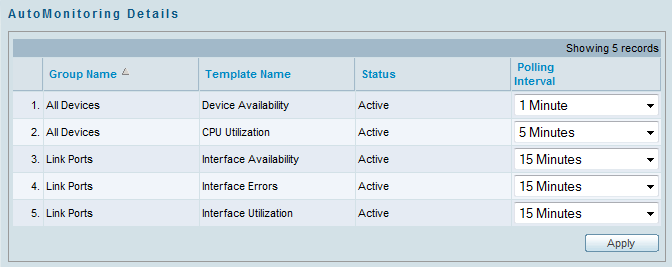 AutoMonitoring Details
Showing 5 records
Group Name Template Name Status Polling Interval
1. All Devices Device Availability Active 1 Minute
2. All Devices CPU Utilization Active 5 Minutes
3. Link Ports Interface Availability Active 15 Minutes
4. Link Ports Interface Errors Active 15 Minutes
5. Link Ports Interface Utilization Active 15 Minutes
Apply